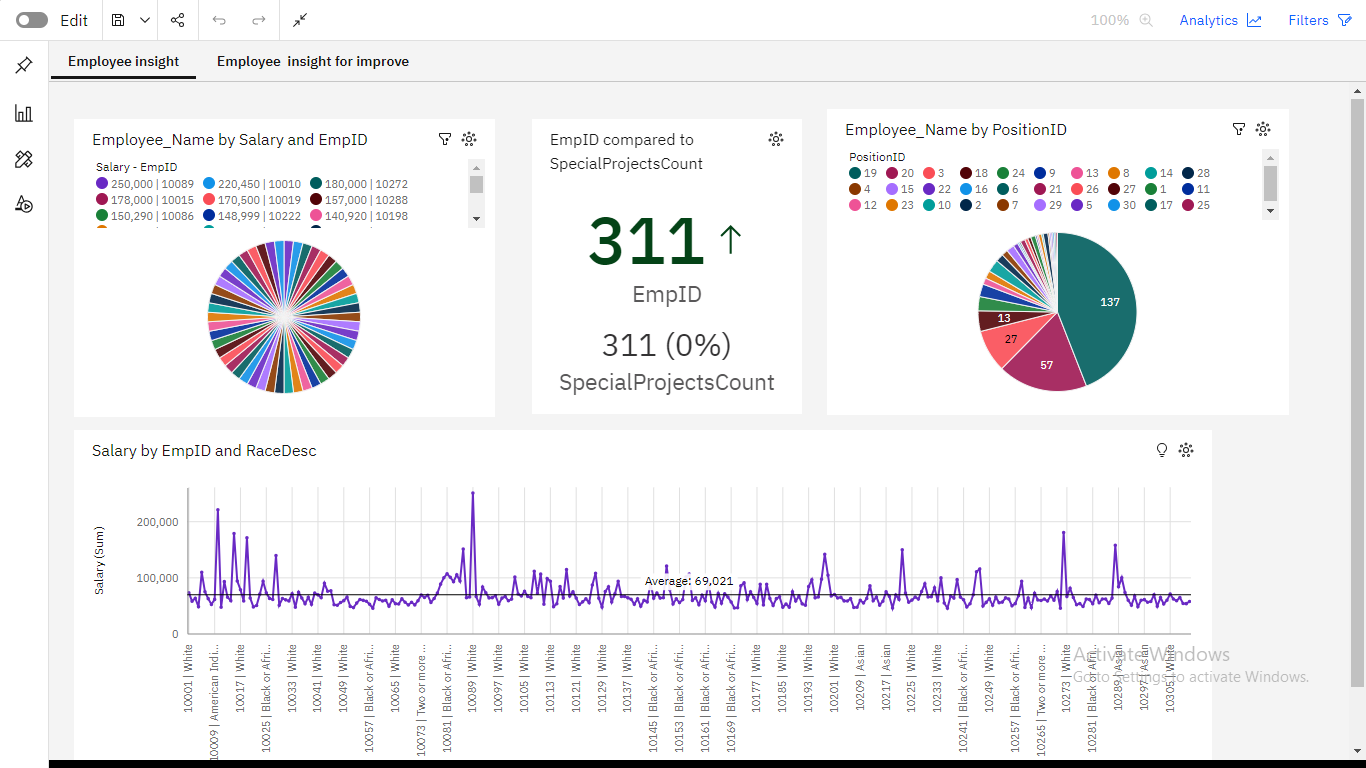 Edit
100%
Analytics
Filters
Employee insight
Employee  insight for improve
Employee_Name by Salary and EmpID
Salary - EmpID
250,000 | 10089 220,450 | 10010 180,000 | 10272
178,000 | 10015 170,500 | 10019 157,000 | 10288
150,290 | 10086 148,999 | 10222 140,920 | 10198
EmpID compared to
SpecialProjectsCount
311
EmpID
311 (0%)
SpecialProjectsCount
Employee_Name by PositionID
PositionID
19 20 3 18 24 9 13 8 14 28
4 15 22 16 6 21 26 27 1 11
12 23 10 2 7 29 5 30 17 25
137
13
27
57
Salary by EmpID and RaceDesc
Salary (Sum)
200,000
100,000
0
Average: 69,021
10001 | White
10009 | American Indi...
10017 | White
10025 | Black or Afri...
10033 | White
10041 | White
10049 | White
10057 | Black or Afri...
10065 | White
10073 | Two or more ...
10081 | Black or Afri...
10089 | White
10097 | White
10105 | White
10113 | White
10121 | White
10129 | White
10137 | White
10145 | Black or Afri...
10153 | Black or Afri...
10161 | Black or Afri...
10169 | Black or Afri...
10177 | White
10185 | White
10193 | White
10201 | White
10209 | Asian
10217 | Asian
10225 | White
10233 | White
10241 | Black or Afri...
10249 | White
10257 | Black or Afri...
10265 | Two or more ...
10273 | White
10281 | Black or Afri...
10289 | Asian
10297 | Asian
10305 | White
Activate Windows
Go to Settings to activate Windows.